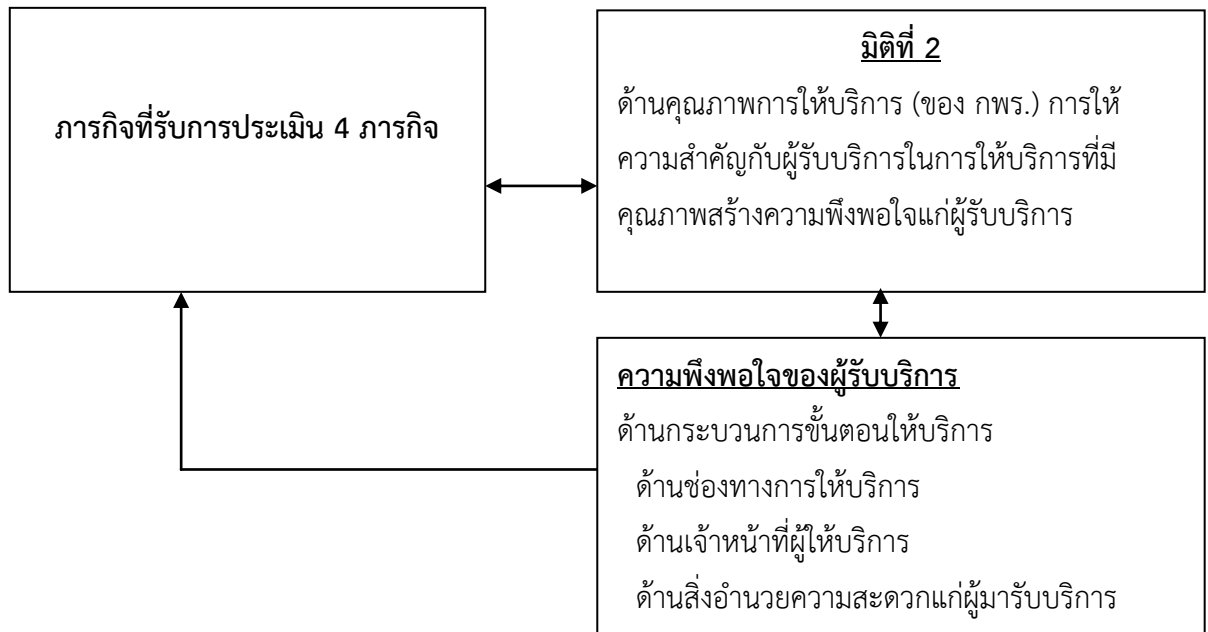 ภารกิจที่รับการประเมิน 4 ภารกิจ
มิติที่ 2
ด้านคุณภาพการให้บริการ (ของ กพร.) การให้
ความสำคัญกับผู้รับบริการในการให้บริการที่มี
คุณภาพสร้างความพึงพอใจแก่ผู้รับบริการ
ความพึงพอใจของผู้รับบริการ
ด้านกระบวนการขั้นตอนให้บริการ
ด้านช่องทางการให้บริการ
ด้านเจ้าหน้าที่ผู้ให้บริการ
ด้านสิ่งอำนวยความสะดวกแก่ผู้มารับบริการ